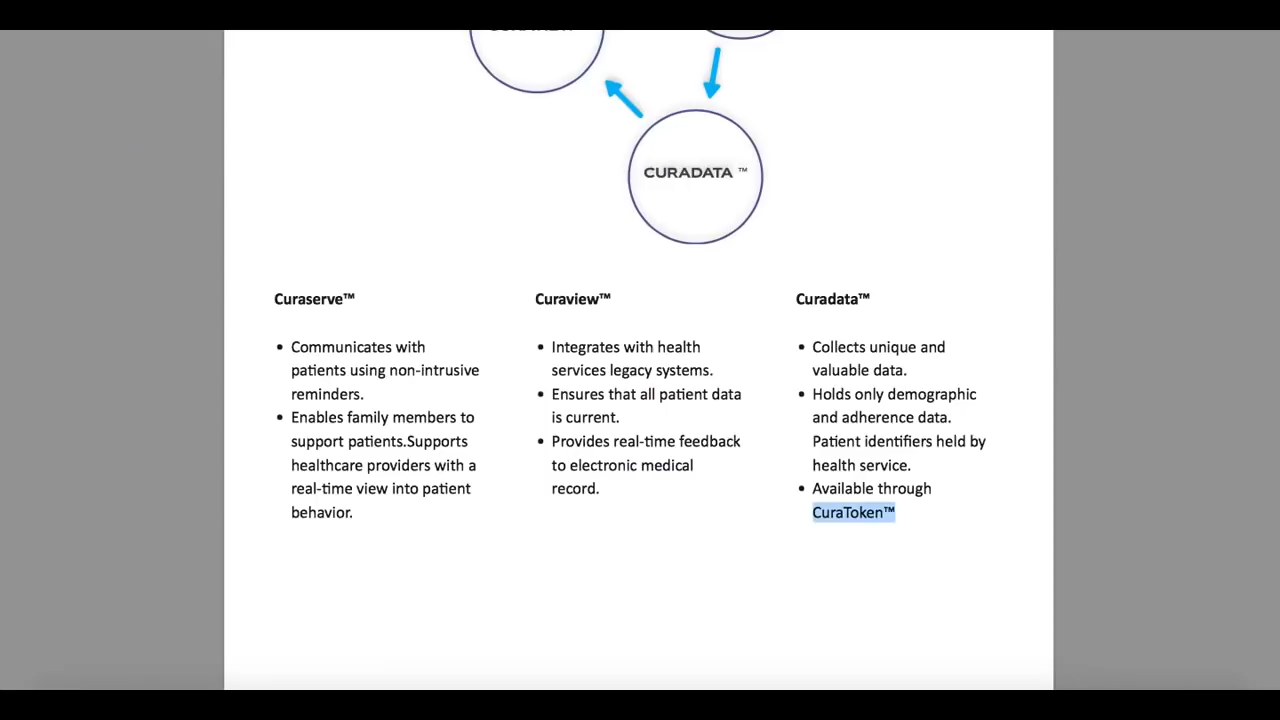 CURADATA ™
Curaserve™
• Communicates with
patients using non-intrusive
reminders.
• Enables family members to
support patients.Supports
healthcare providers with a
real-time view into patient
behavior.
Curaview™
• Integrates with health
services legacy systems.
• Ensures that all patient data
is current.
• Provides real-time feedback
to electronic medical
record.
Curadata™
• Collects unique and
valuable data.
• Holds only demographic
and adherence data.
Patient identifiers held by
health service.
• Available through
CuraToken™